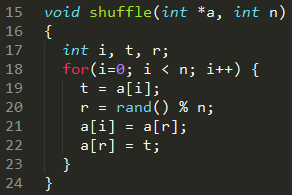 15 void shuffle(int *a, int n)
16 {
17   int i, t, r;
18   for(i=0; i < n; i++) {
19     t = a[i];
20     r = rand() % n;
21     a[i] = a[r];
22     a[r] = t;
23   }
24 }